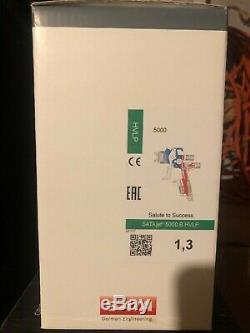 HVLP
5000
CE
EAC
Salute to Success
SATAjet® 5000 B HVLP
1,3
German Engineering